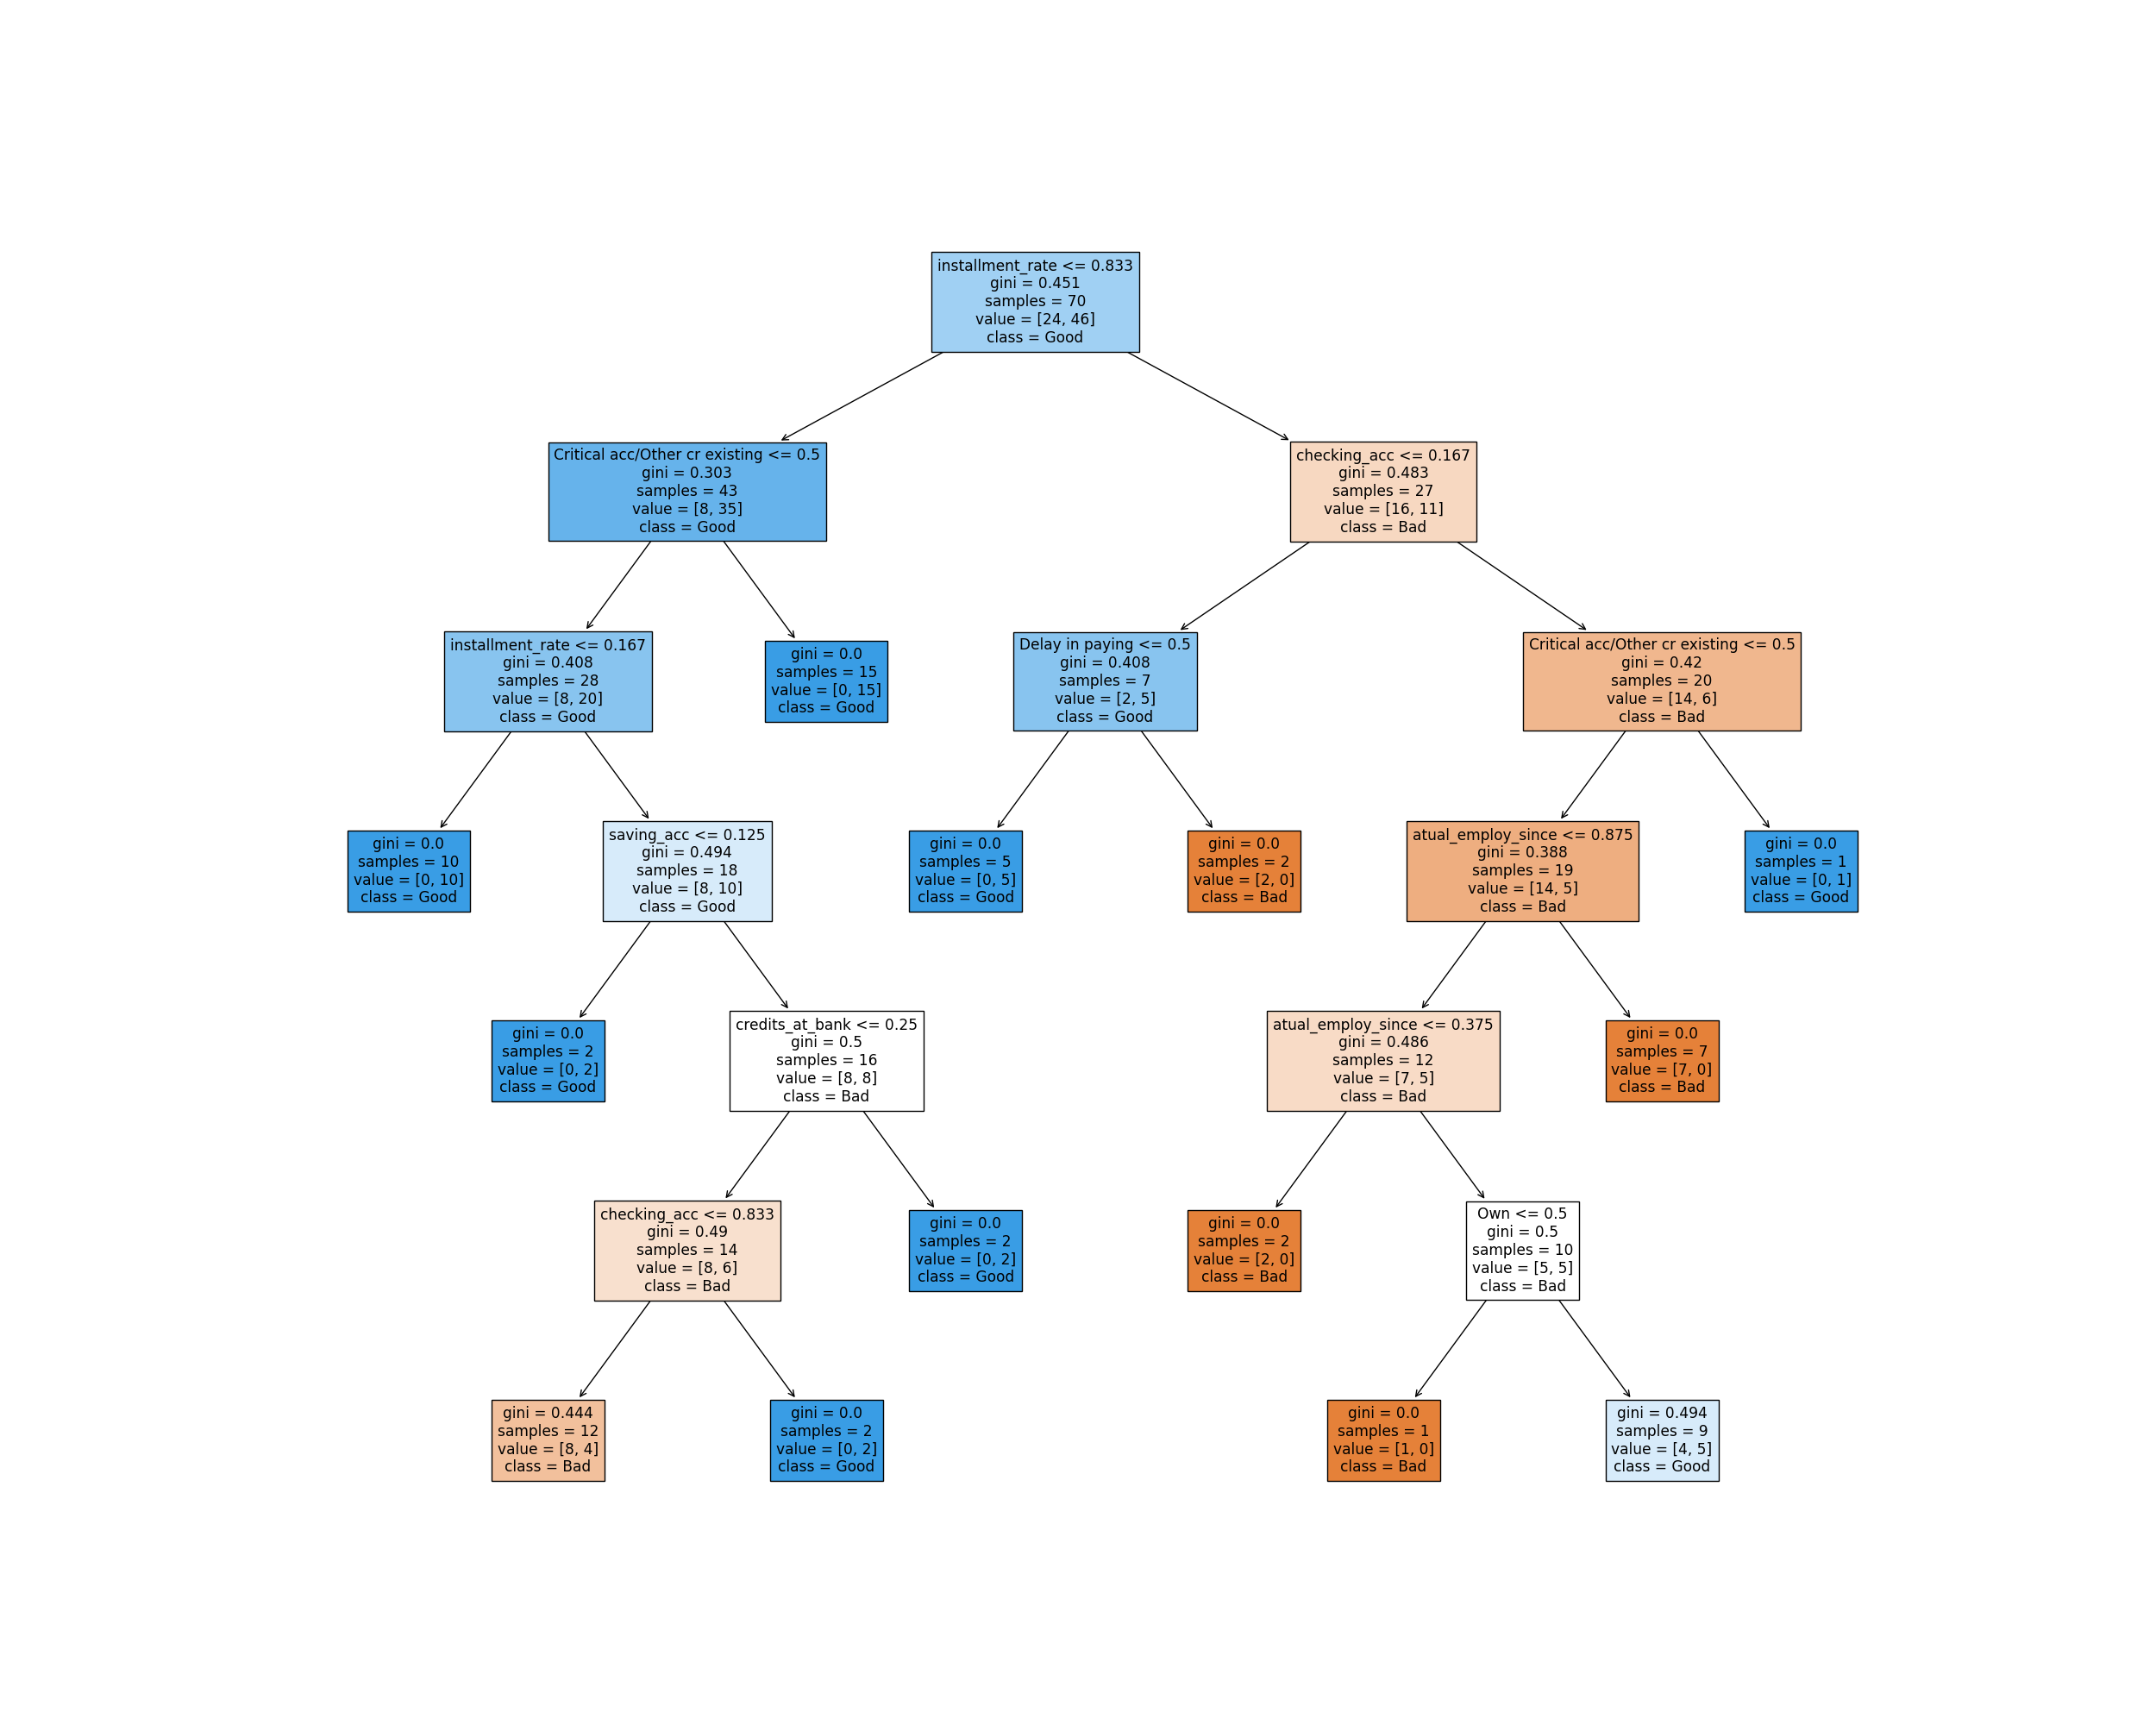 installment_rate <= 0.833
gini = 0.451
samples = 70
value = [24, 46]
class = Good
Critical acc/Other cr existing <= 0.5
gini = 0.303
samples = 43
value = [8, 35]
class = Good
checking_acc <= 0.167
gini = 0.483
samples = 27
value = [16, 11]
class = Bad
installment_rate <= 0.167
gini = 0.408
samples = 28
value = [8, 20]
class = Good
gini = 0.0
samples = 15
value = [0, 15]
class = Good
Delay in paying <= 0.5
gini = 0.408
samples = 7
value = [2, 5]
class = Good
Critical acc/Other cr existing <= 0.5
gini = 0.42
samples = 20
value = [14, 6]
class = Bad
gini = 0.0
samples = 10
value = [0, 10]
class = Good
saving_acc <= 0.125
gini = 0.494
samples = 18
value = [8, 10]
class = Good
gini = 0.0
samples = 5
value = [0, 5]
class = Good
gini = 0.0
samples = 2
value = [2, 0]
class = Bad
atual_employ_since <= 0.875
gini = 0.388
samples = 19
value = [14, 5]
class = Bad
gini = 0.0
samples = 1
value = [0, 1]
class = Good
gini = 0.0
samples = 2
value = [0, 2]
class = Good
credits_at_bank <= 0.25
gini = 0.5
samples = 16
value = [8, 8]
class = Bad
atual_employ_since <= 0.375
gini = 0.486
samples = 12
value = [7, 5]
class = Bad
gini = 0.0
samples = 7
value = [7, 0]
class = Bad
checking_acc <= 0.833
gini = 0.49
samples = 14
value = [8, 6]
class = Bad
gini = 0.0
samples = 2
value = [0, 2]
class = Good
gini = 0.0
samples = 2
value = [2, 0]
class = Bad
Own <= 0.5
gini = 0.5
samples = 10
value = [5, 5]
class = Bad
gini = 0.444
samples = 12
value = [8, 4]
class = Bad
gini = 0.0
samples = 2
value = [0, 2]
class = Good
gini = 0.0
samples = 1
value = [1, 0]
class = Bad
gini = 0.494
samples = 9
value = [4, 5]
class = Good